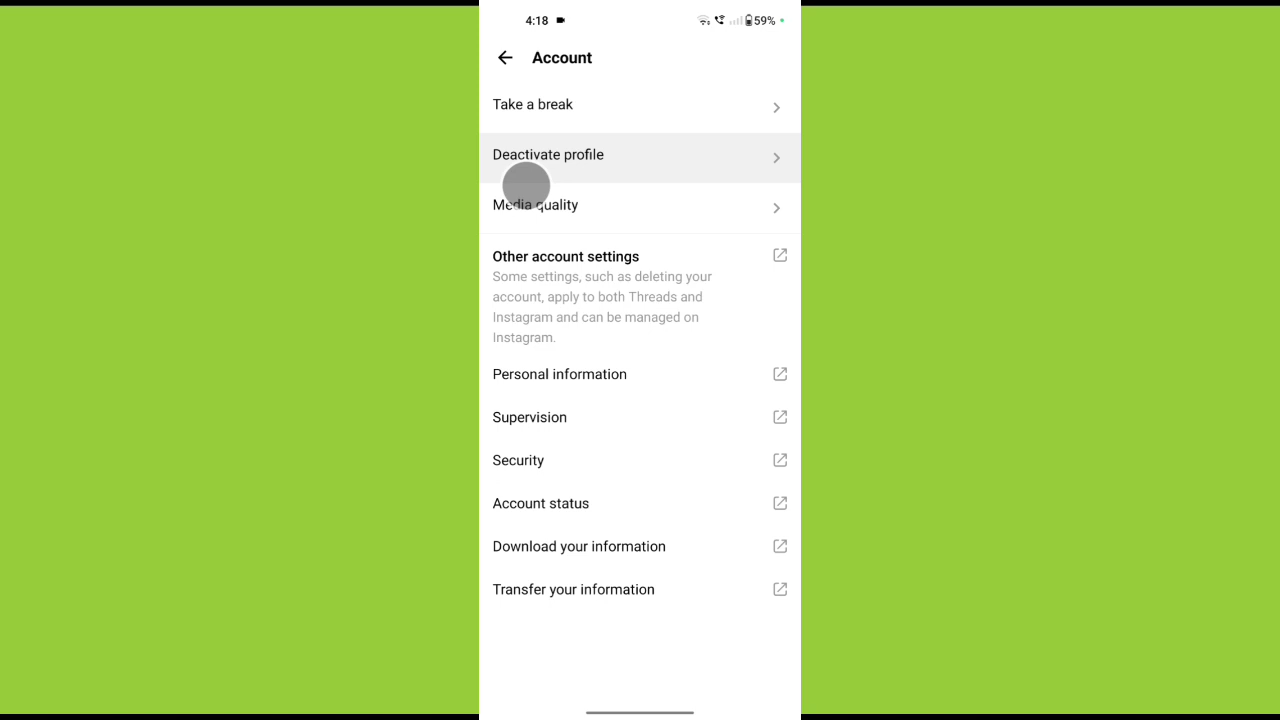 4:18 59%
Account
Take a break
Deactivate profile
Media quality
Other account settings
Some settings, such as deleting your
account, apply to both Threads and
Instagram and can be managed on
Instagram.
Personal information
Supervision
Security
Account status
Download your information
Transfer your information